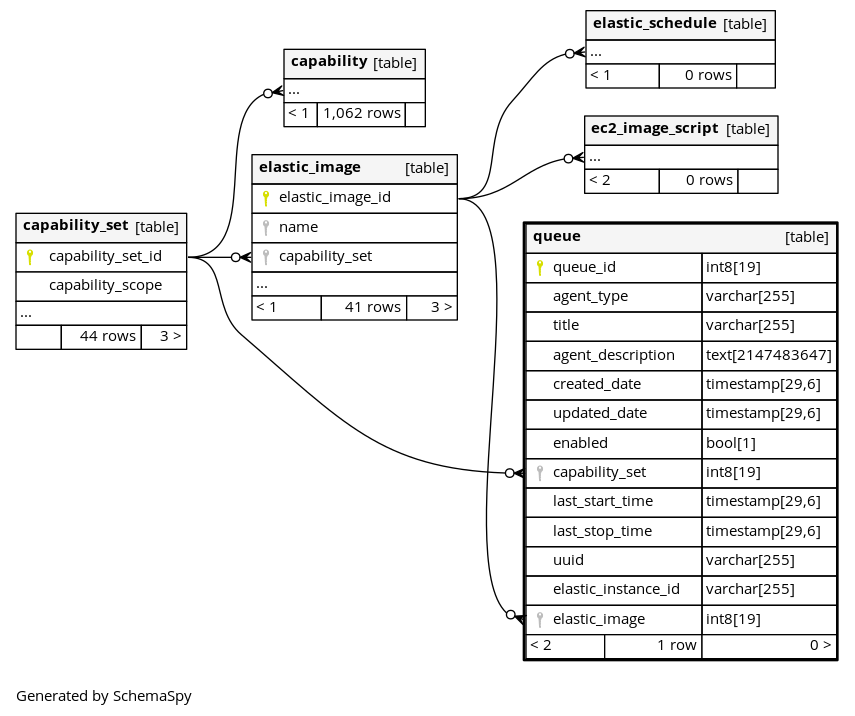 elastic_schedule [table]
...
< 1 0 rows
capability [table]
...
< 1 1,062 rows
ec2_image_script [table]
...
< 2 0 rows
elastic_image [table]
elastic_image_id
name
capability_set
...
< 1 41 rows 3 >
capability_set [table]
capability_set_id
capability_scope
...
44 rows 3 >
queue [table]
queue_id int8[19]
agent_type varchar[255]
title varchar[255]
agent_description text[2147483647]
created_date timestamp[29,6]
updated_date timestamp[29,6]
enabled bool[1]
capability_set int8[19]
last_start_time timestamp[29,6]
last_stop_time timestamp[29,6]
uuid varchar[255]
elastic_instance_id varchar[255]
elastic_image int8[19]
< 2 1 row 0 >
Generated by SchemaSpy